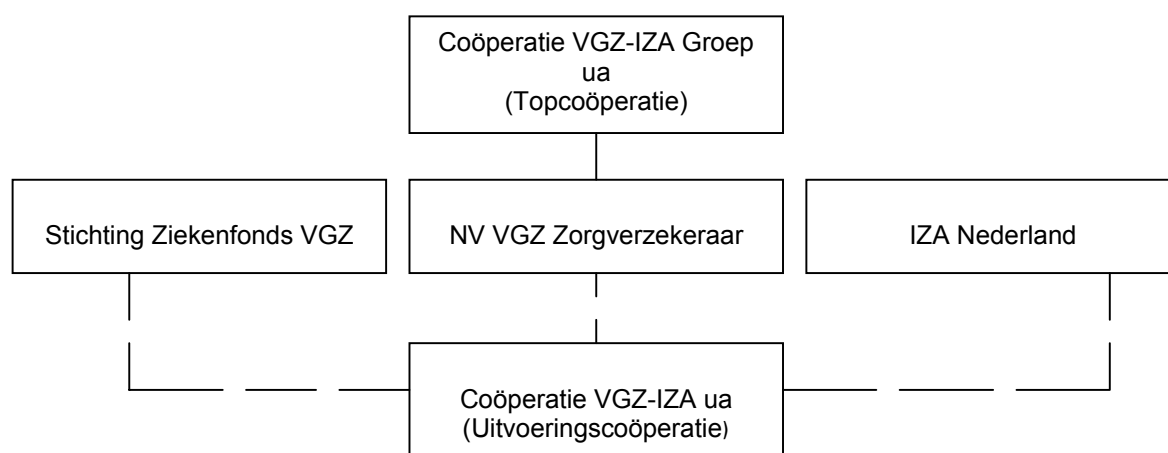 Coöperatie VGZ-IZA Groep
ua
(Topcoöperatie)
Stichting Ziekenfonds VGZ
NV VGZ Zorgverzekeraar
IZA Nederland
Coöperatie VGZ-IZA ua
(Uitvoeringscoöperatie)